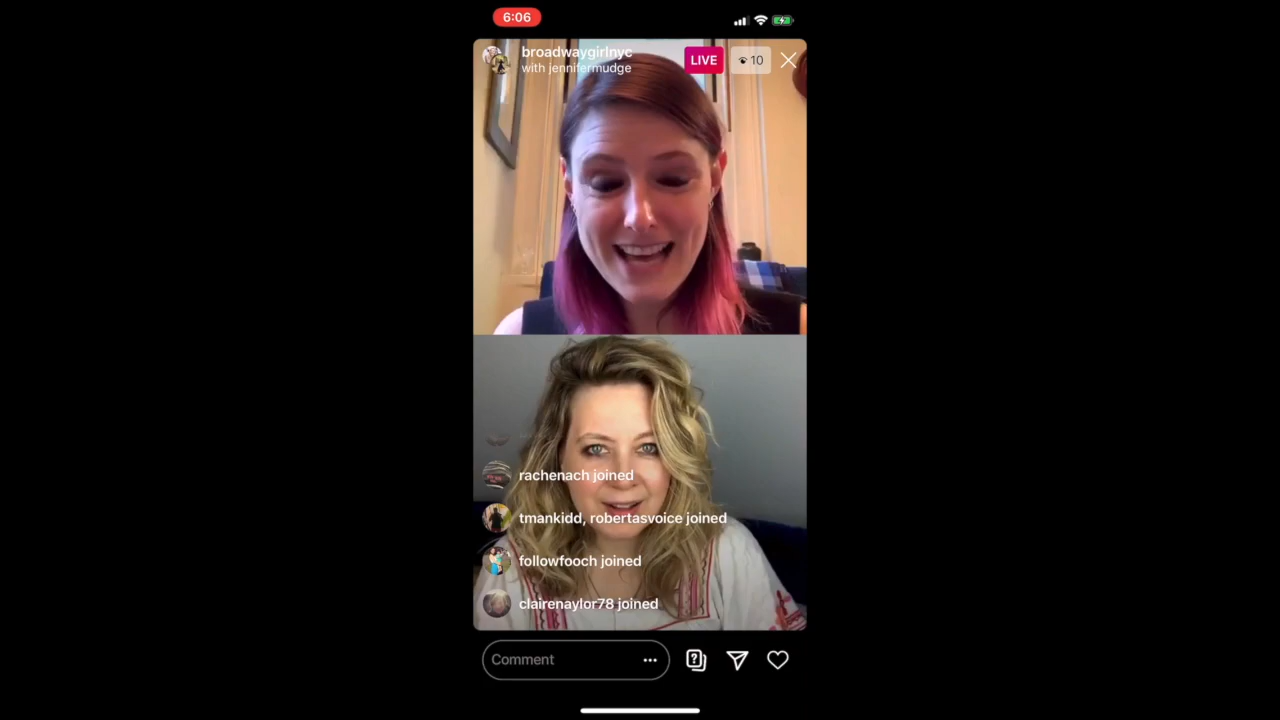 6:06
broadwaygirlnyc
with jennifermudge
LIVE
10
rachenach joined
tmankidd, robertasvoice joined
followfooch joined
clairenaylor78 joined
Comment